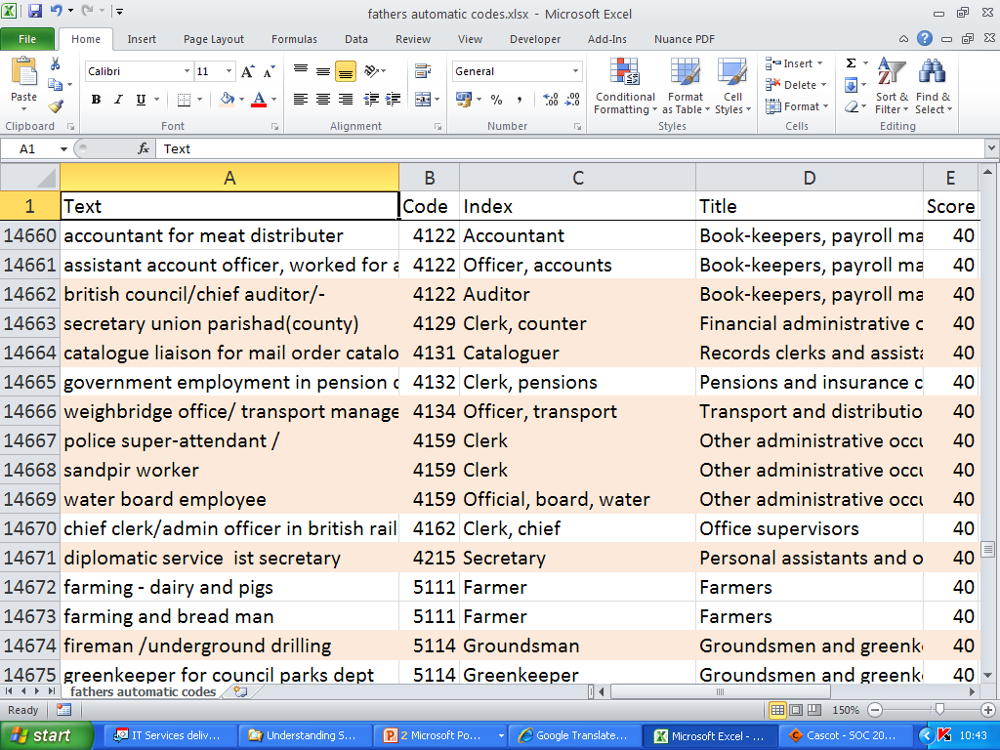 fathers automatic codes.xlsx - Microsoft Excel
File Home Insert Page Layout Formulas Data Review View Developer Add-Ins Nuance PDF
Calibri 11 General Insert Σ
Paste B I U % , Delete
Conditional Formatting Format as Table Cell Styles Format Sort & Filter Find & Select
Clipboard Font Alignment Number Styles Cells Editing
A1 fx Text
A B C D E
1 Text Code Index Title Score
14660 accountant for meat distributer 4122 Accountant Book-keepers, payroll ma 40
14661 assistant account officer, worked for a 4122 Officer, accounts Book-keepers, payroll ma 40
14662 british council/chief auditor/- 4122 Auditor Book-keepers, payroll ma 40
14663 secretary union parishad(county) 4129 Clerk, counter Financial administrative o 40
14664 catalogue liaison for mail order catalo 4131 Cataloguer Records clerks and assista 40
14665 government employment in pension d 4132 Clerk, pensions Pensions and insurance c 40
14666 weighbridge office/ transport manage 4134 Officer, transport Transport and distributio 40
14667 police super-attendant / 4159 Clerk Other administrative occu 40
14668 sandpir worker 4159 Clerk Other administrative occu 40
14669 water board employee 4159 Official, board, water Other administrative occu 40
14670 chief clerk/admin officer in british rail 4162 Clerk, chief Office supervisors 40
14671 diplomatic service  ist secretary 4215 Secretary Personal assistants and o 40
14672 farming - dairy and pigs 5111 Farmer Farmers 40
14673 farming and bread man 5111 Farmer Farmers 40
14674 fireman /underground drilling 5114 Groundsman Groundsmen and greenke 40
14675 greenkeeper for council parks dept 5114 Greenkeeper Groundsmen and greenke 40
fathers automatic codes
Ready 150%
start IT Services deliv... Understanding S... 2 Microsoft Po... Google Translate... Microsoft Excel - ... Cascot - SOC 20... 10:43